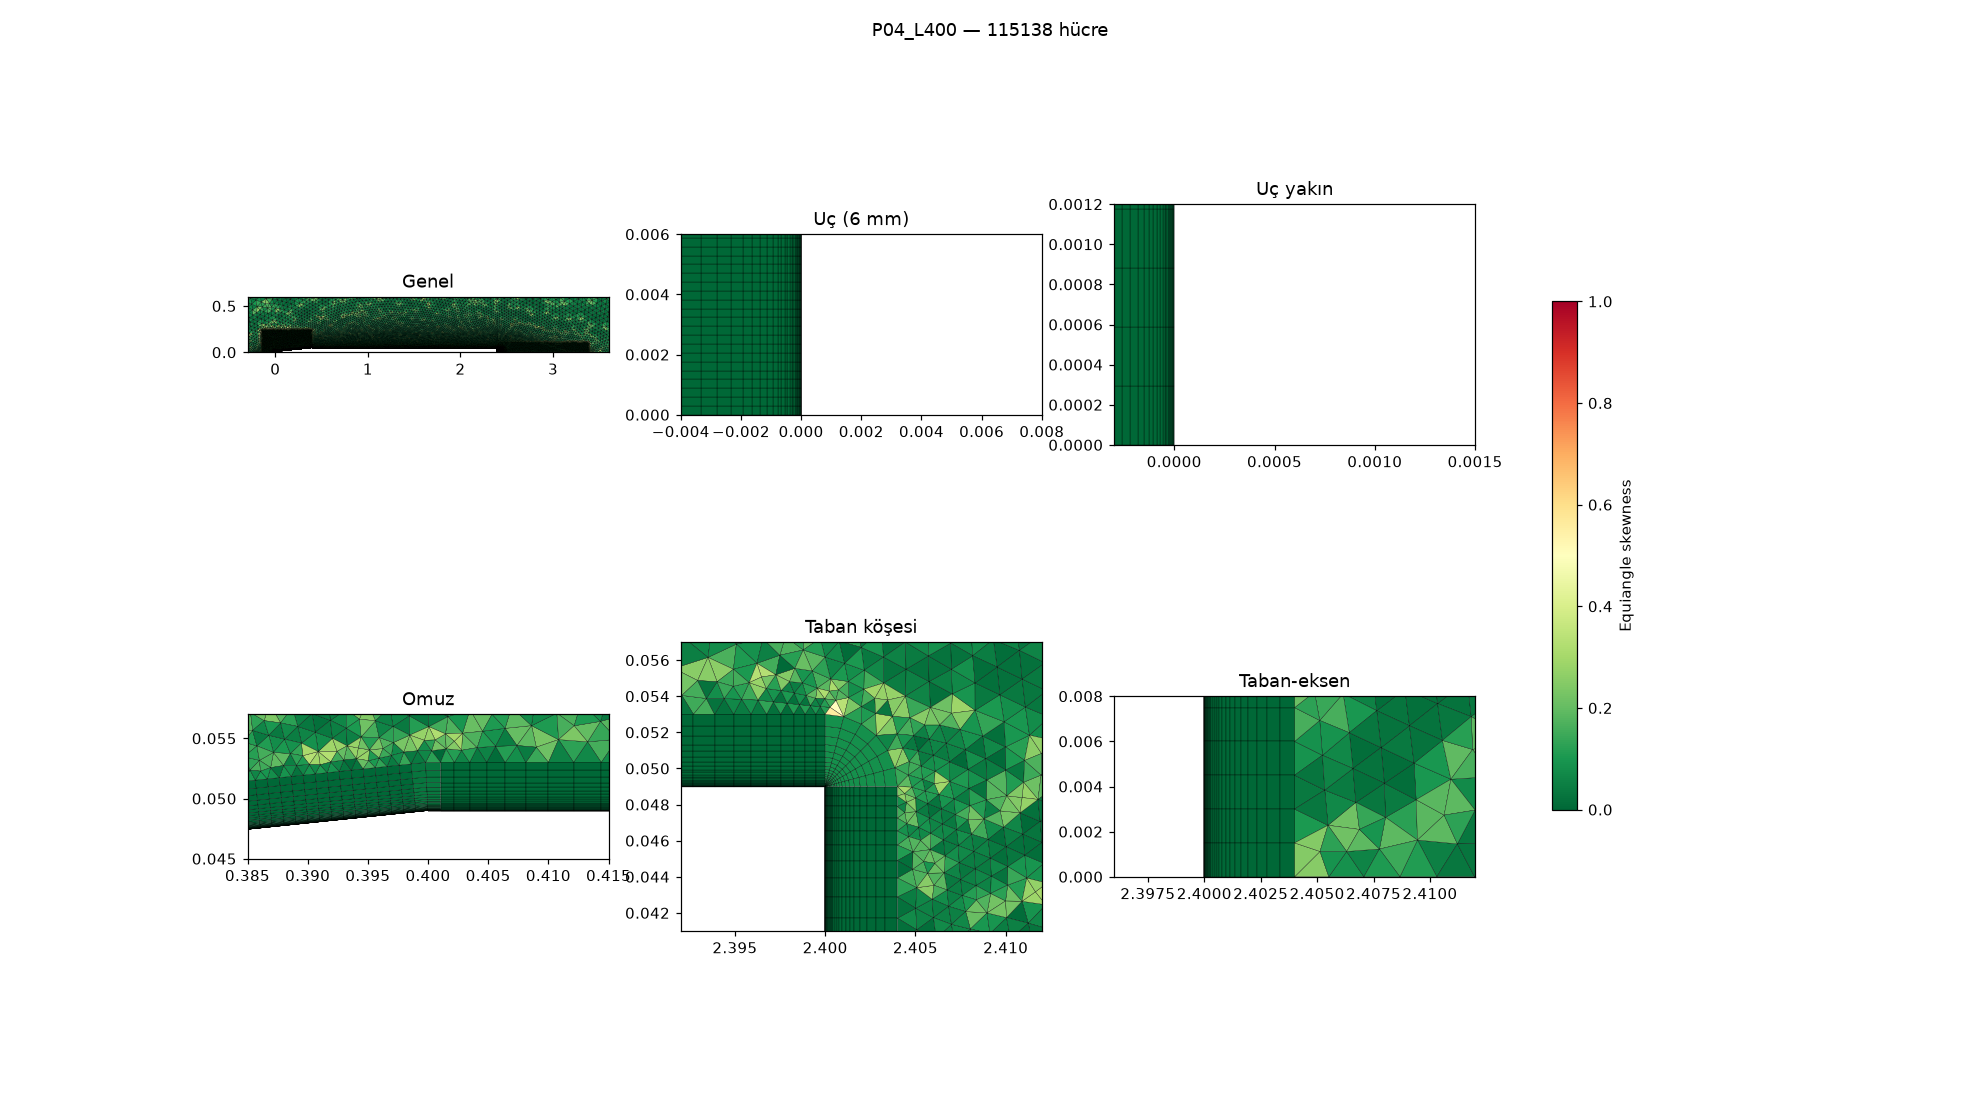 P04_L400 — 115138 hücre
Genel
0.5
0.0
0 1 2 3
Uç (6 mm)
0.006
0.004
0.002
0.000
−0.004 −0.002 0.000 0.002 0.004 0.006 0.008
Uç yakın
0.0012
0.0010
0.0008
0.0006
0.0004
0.0002
0.0000
0.0000 0.0005 0.0010 0.0015
Omuz
0.055
0.050
0.045
0.385 0.390 0.395 0.400 0.405 0.410 0.415
Taban köşesi
0.056
0.054
0.052
0.050
0.048
0.046
0.044
0.042
2.395 2.400 2.405 2.410
Taban-eksen
0.008
0.006
0.004
0.002
0.000
2.3975 2.4000 2.4025 2.4050 2.4075 2.4100
1.0
0.8
0.6
0.4
0.2
0.0
Equiangle skewness